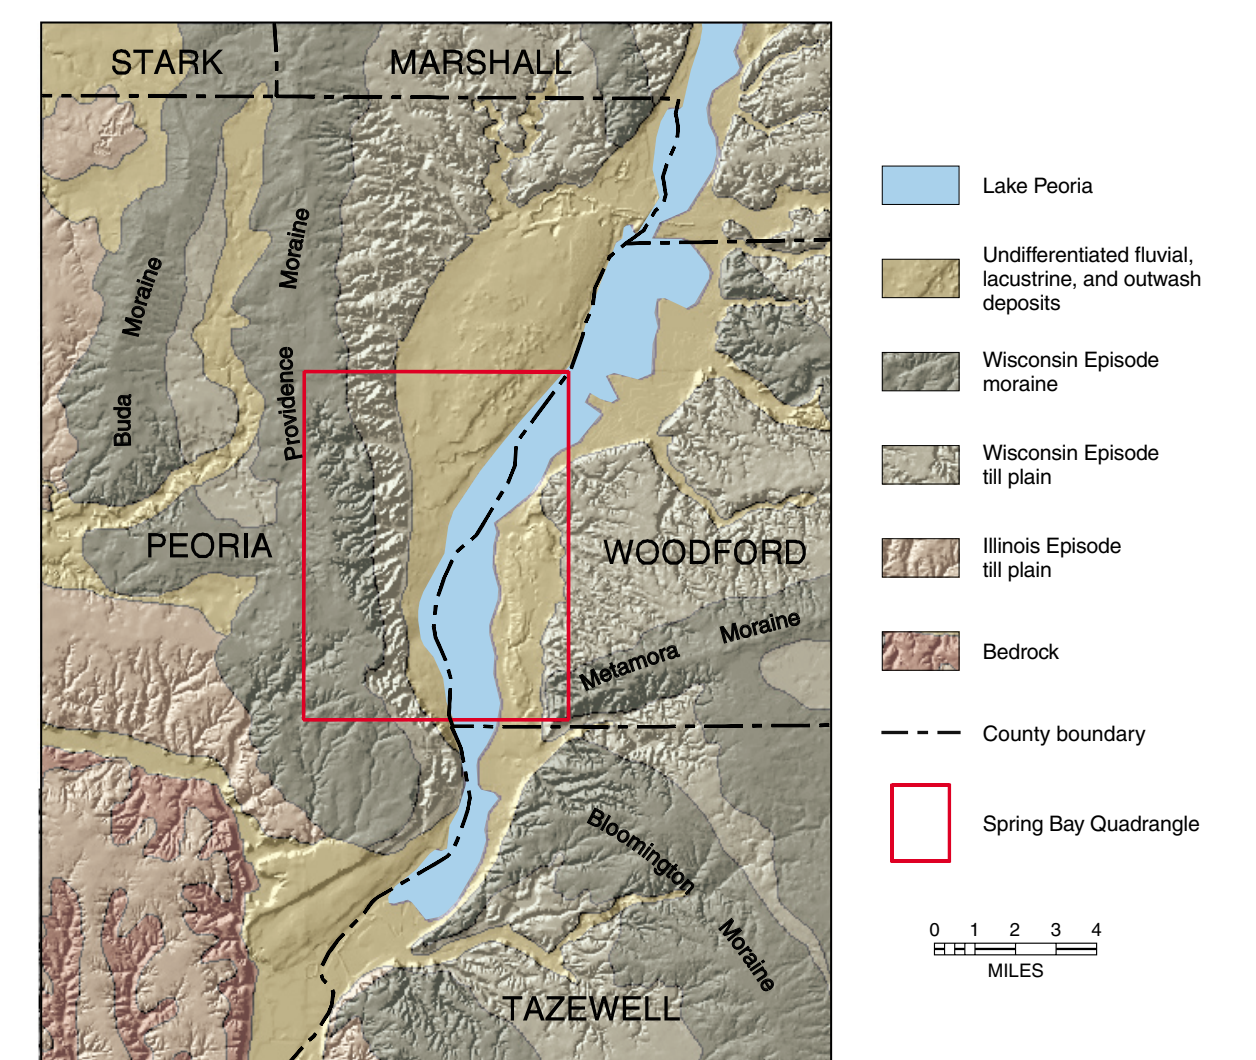 STARK
MARSHALL
Moraine
Moraine
Buda
Providence
PEORIA
WOODFORD
Moraine
Metamora
Bloomington
Moraine
TAZEWELL
Lake Peoria
Undifferentiated fluvial,
lacustrine, and outwash
deposits
Wisconsin Episode
moraine
Wisconsin Episode
till plain
Illinois Episode
till plain
Bedrock
County boundary
Spring Bay Quadrangle
0 1 2 3 4
MILES